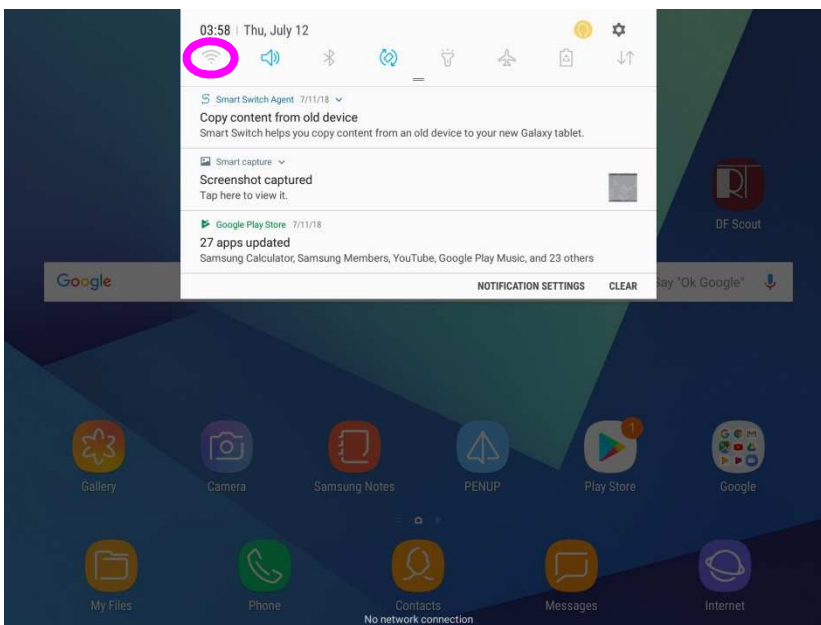 03:58 | Thu, July 12
Smart Switch Agent 7/11/18
Copy content from old device
Smart Switch helps you copy content from an old device to your new Galaxy tablet.
Smart capture
Screenshot captured
Tap here to view it.
Google Play Store 7/11/18
27 apps updated
Samsung Calculator, Samsung Members, YouTube, Google Play Music, and 23 others
NOTIFICATION SETTINGS CLEAR
DF Scout
Google Say "Ok Google"
1
Gallery Camera Samsung Notes PENUP Play Store Google
My Files Phone Contacts Messages Internet
No network connection